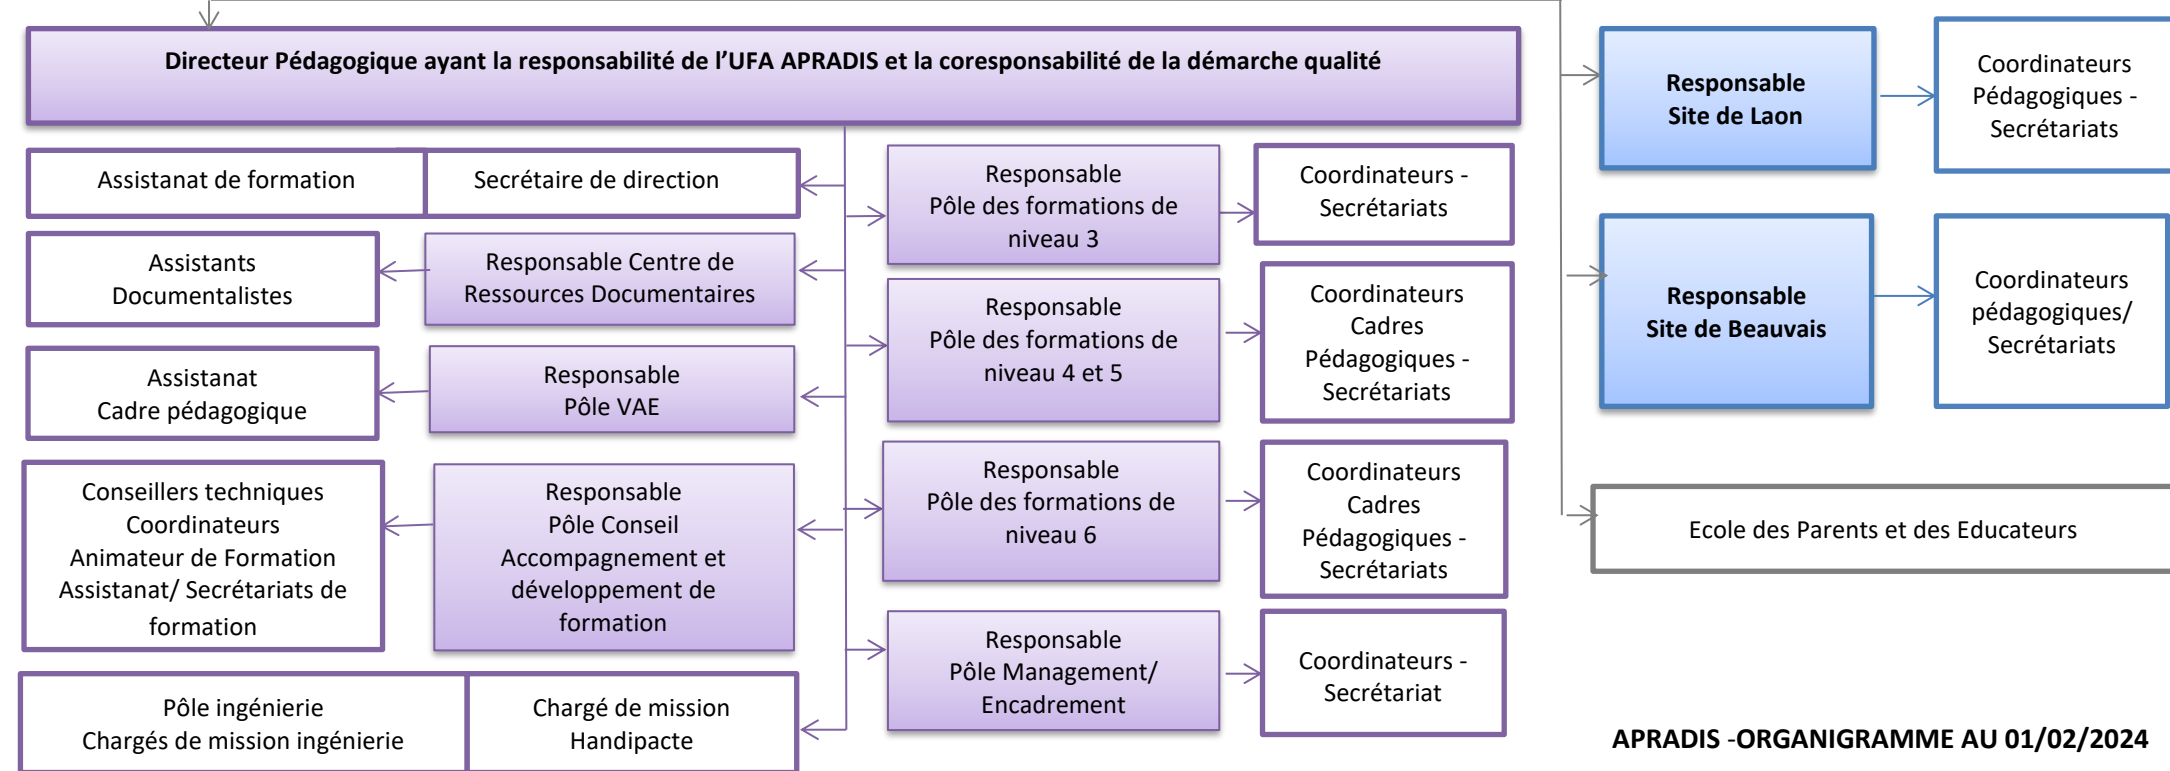 Directeur Pédagogique ayant la responsabilité de l’UFA APRADIS et la coresponsabilité de la démarche qualité
Assistanat de formation
Secrétaire de direction
Assistants
Documentalistes
Responsable Centre de
Ressources Documentaires
Assistanat
Cadre pédagogique
Responsable
Pôle VAE
Conseillers techniques
Coordinateurs
Animateur de Formation
Assistanat/ Secrétariats de
formation
Responsable
Pôle Conseil
Accompagnement et
développement de
formation
Pôle ingénierie
Chargés de mission ingénierie
Chargé de mission
Handipacte
Responsable
Pôle des formations de
niveau 3
Coordinateurs -
Secrétariats
Responsable
Pôle des formations de
niveau 4 et 5
Coordinateurs
Cadres
Pédagogiques -
Secrétariats
Responsable
Pôle des formations de
niveau 6
Coordinateurs
Cadres
Pédagogiques -
Secrétariats
Responsable
Pôle Management/
Encadrement
Coordinateurs -
Secrétariat
Responsable
Site de Laon
Coordinateurs
Pédagogiques -
Secrétariats
Responsable
Site de Beauvais
Coordinateurs
pédagogiques/
Secrétariats
Ecole des Parents et des Educateurs
APRADIS -ORGANIGRAMME AU 01/02/2024